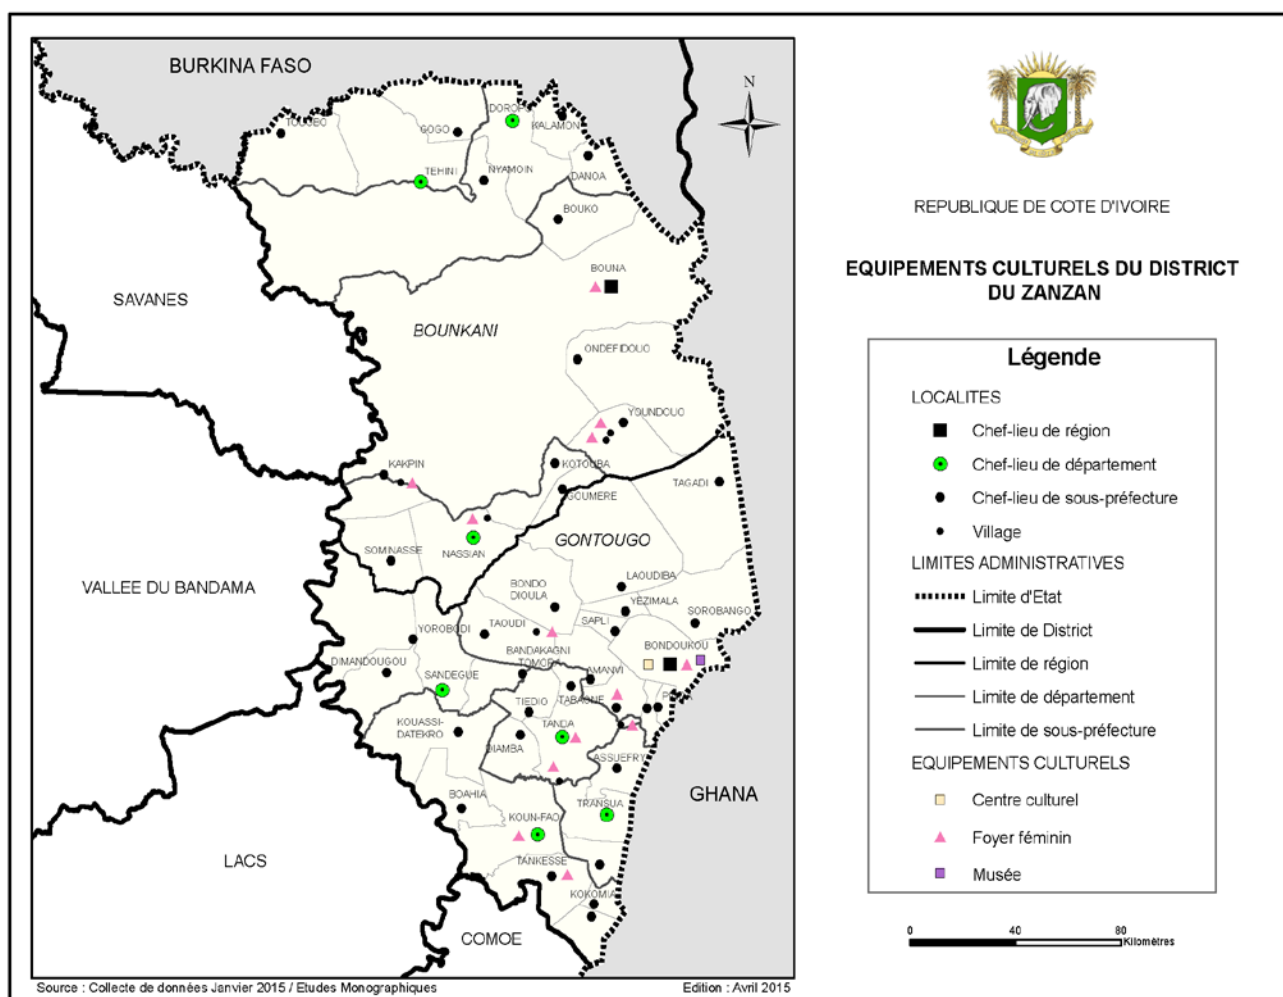 BURKINA FASO
N
DOROPO
TOUGBO
GOGO
KALAMON
TEHINI
NYAMOIN
DANOA
BOUKO
BOUNA
SAVANES
BOUNKANI
ONDEFIDOUO
YOUNDOUO
KAKPIN
KOTOUBA
TAGADI
GOUMERE
GONTOUGO
SOMINASSE
NASSIAN
VALLEE DU BANDAMA
LAOUDIBA
BONDO
DIOULA
YEZIMALA
SOROBANGO
TAOUDI
SAPLI
YOROBODI
BONDOUKOU
BANDAKAGNI
TOMORA
DIMANDOUGOU
SANDEGUE
AMANVI
TABAGNE
TIEDIO
KOUASSI-
DATEKRO
TANDA
DIAMBA
ASSUEFRY
GHANA
BOAHIA
TRANSUA
KOUN-FAO
LACS
TANKESSE
KOKOMIA
COMOE
Source : Collecte de données Janvier 2015 / Etudes Monographiques
Edition : Avril 2015
REPUBLIQUE DE COTE D'IVOIRE
EQUIPEMENTS CULTURELS DU DISTRICT
DU ZANZAN
Légende
LOCALITES
Chef-lieu de région
Chef-lieu de département
Chef-lieu de sous-préfecture
Village
LIMITES ADMINISTRATIVES
Limite d'Etat
Limite de District
Limite de région
Limite de département
Limite de sous-préfecture
EQUIPEMENTS CULTURELS
Centre culturel
Foyer féminin
Musée
0 40 80
Kilomètres